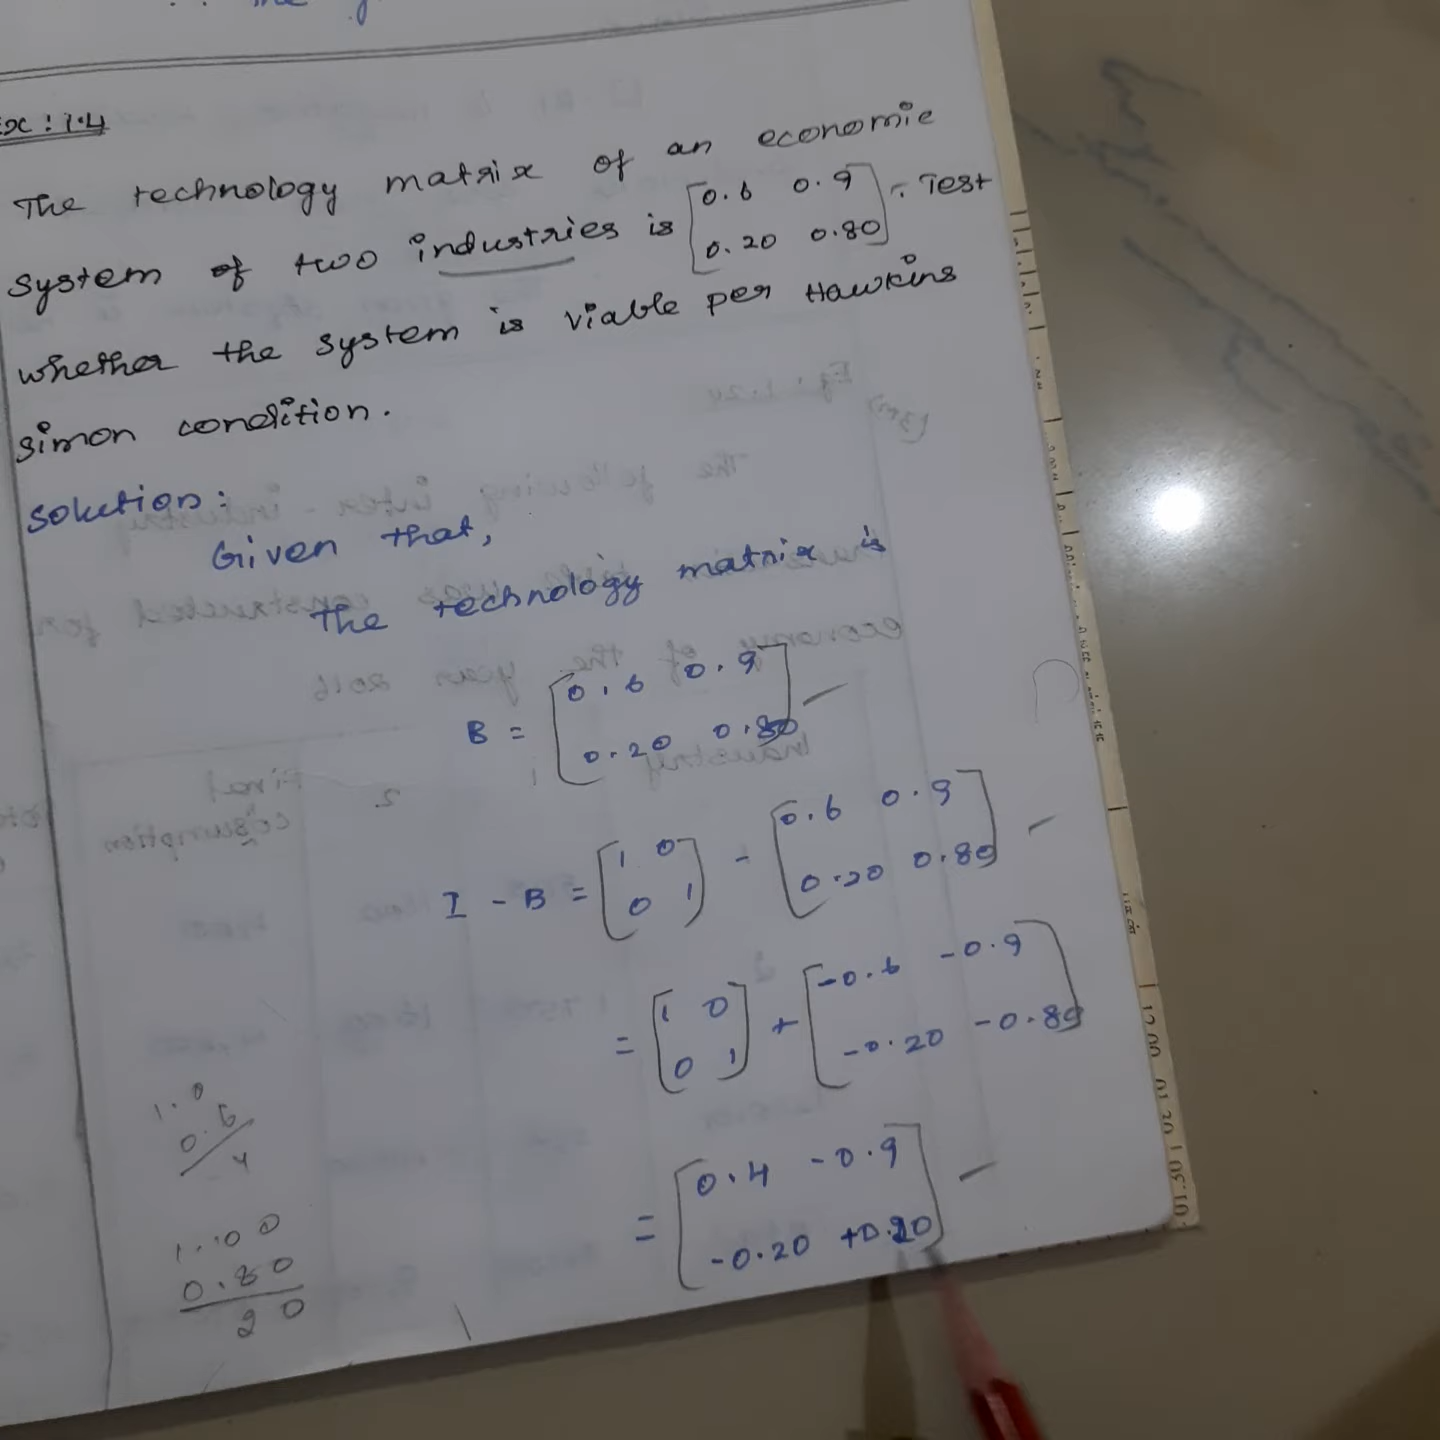 Ex : 1.4
The technology matrix of an economic
system of two industries is [0.6 0.9
0.20 0.80]. Test
whether the system is viable per Hawkins
simon condition.
Solution:
Given that,
The technology matrix is
B = [0.6 0.9
0.20 0.80]
I - B = [1 0
0 1] - [0.6 0.9
0.20 0.80]
= [1 0
0 1] + [-0.6 -0.9
-0.20 -0.80]
= [0.4 -0.9
-0.20 +0.20]
1.0
0.6
4
1.00
0.80
20